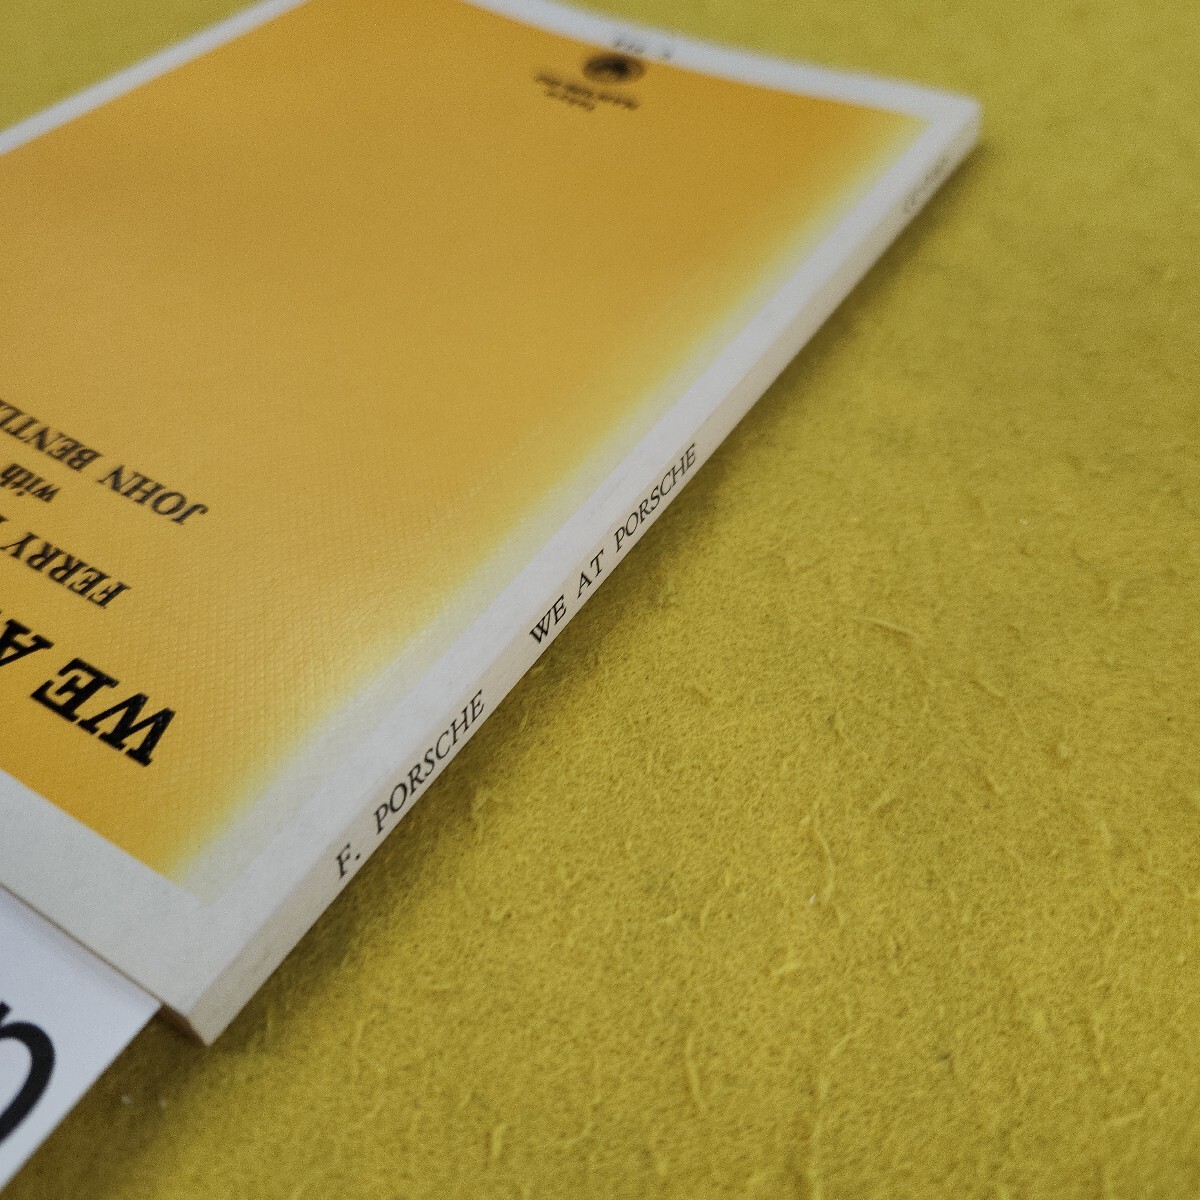 WE A
FERRY
with
JOHN BENTL
F. PORSCHE WE AT PORSCHE